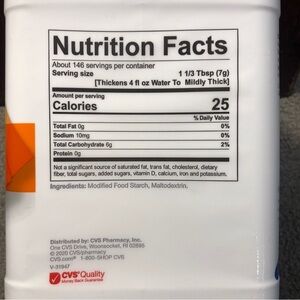 Nutrition Facts
About 146 servings per container
Serving size 1 1/3 Tbsp (7g)
[Thickens 4 fl oz Water To Mildly Thick]
Amount per serving
Calories 25
% Daily Value
Total Fat 0g 0%
Sodium 10mg 0%
Total Carbohydrate 6g 2%
Protein 0g
Not a significant source of saturated fat, trans fat, cholesterol, dietary
fiber, total sugars, added sugars, vitamin D, calcium, iron and potassium.
Ingredients: Modified Food Starch, Maltodextrin.
Distributed by: CVS Pharmacy, Inc.
One CVS Drive, Woonsocket, RI 02895
© 2020 CVS/pharmacy
CVS.com® 1-800-SHOP CVS
V-31947
CVS Quality
Money Back Guarantee